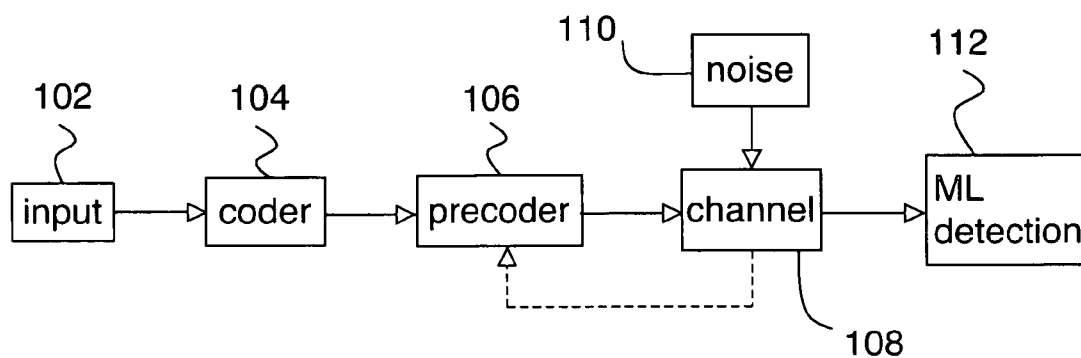 110
noise
112
102
104
106
input
coder
precoder
channel
ML
detection
108